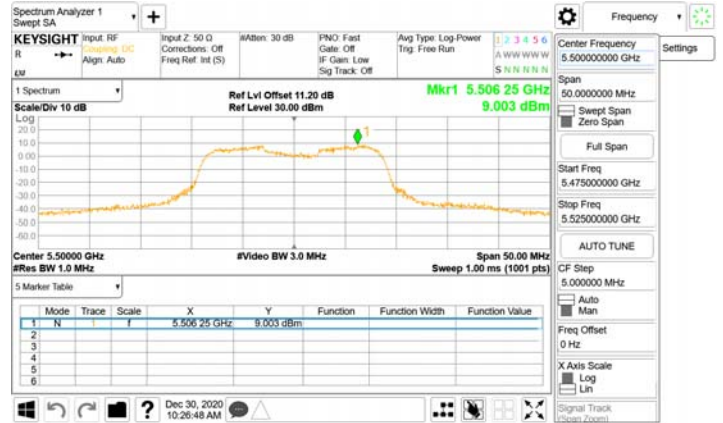 Spectrum Analyzer 1
Swept SA
Frequency
KEYSIGHT
Input: RF
Coupling: DC
Align: Auto
Input Z: 50 Ω
Corrections: Off
Freq Ref: Int (S)
#Atten: 30 dB
PNO: Fast
Gate: Off
IF Gain: Low
Sig Track: Off
Avg Type: Log-Power
Trig: Free Run
1 2 3 4 5 6
A W W W W W
S N N N N N
R
LM
1 Spectrum
Scale/Div 10 dB
Ref Lvl Offset 11.20 dB
Ref Level 30.00 dBm
Mkr1 5.506 25 GHz
9.003 dBm
Log
20.0
10.0
0.00
-10.0
-20.0
-30.0
-40.0
-50.0
-60.0
1
Center 5.50000 GHz
#Res BW 1.0 MHz
#Video BW 3.0 MHz
Span 50.00 MHz
Sweep 1.00 ms (1001 pts)
5 Marker Table
Mode Trace Scale X Y Function Function Width Function Value
1 N 1 f 5.506 25 GHz 9.003 dBm
2
3
4
5
6
Dec 30, 2020
10:26:48 AM
Center Frequency
5.500000000 GHz
Settings
Span
50.0000000 MHz
Swept Span
Zero Span
Full Span
Start Freq
5.475000000 GHz
Stop Freq
5.525000000 GHz
AUTO TUNE
CF Step
5.000000 MHz
Auto
Man
Freq Offset
0 Hz
X Axis Scale
Log
Lin
Signal Track
(Span Zoom)